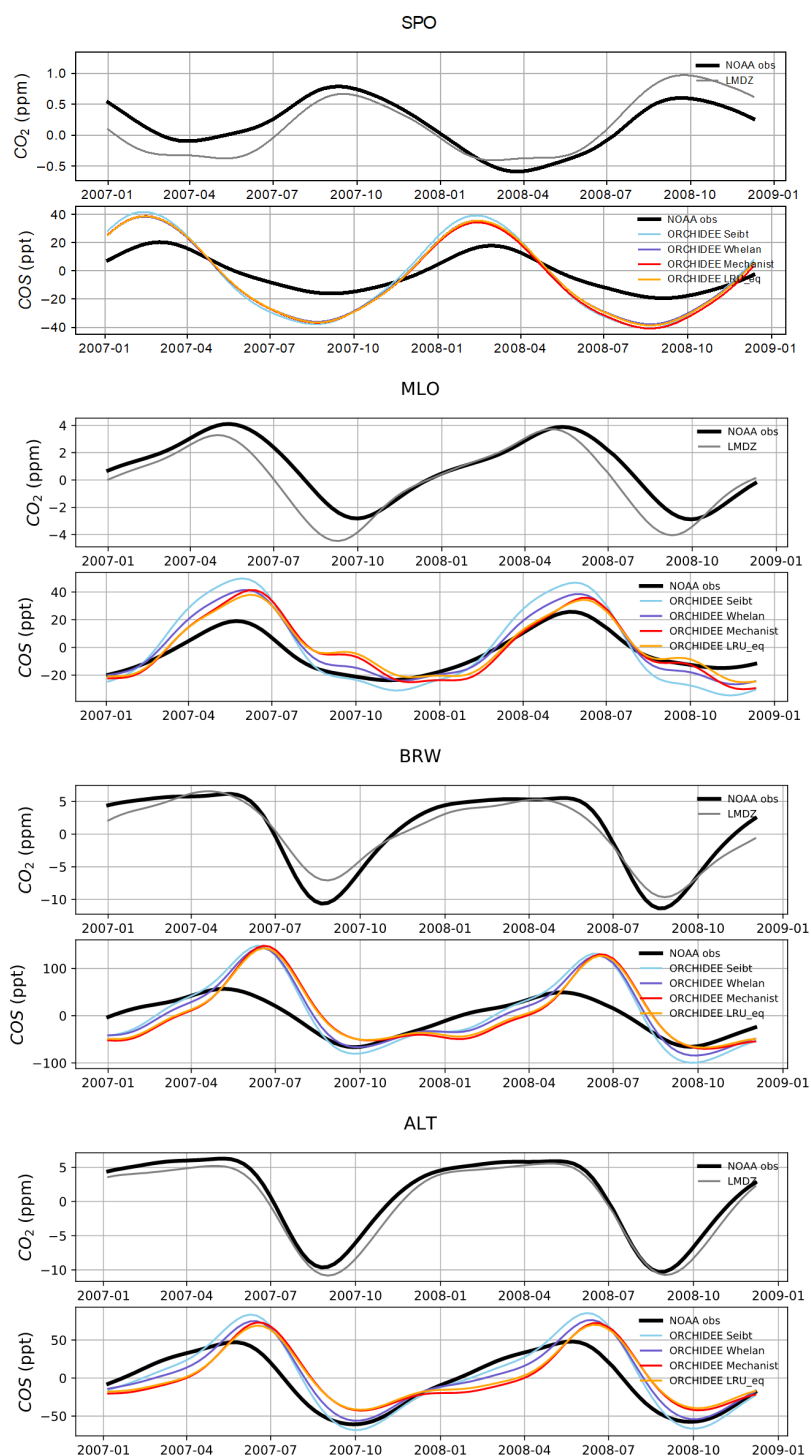 SPO
CO2 (ppm)
1.0
0.5
0.0
−0.5
NOAA obs
LMDZ
2007-01 2007-04 2007-07 2007-10 2008-01 2008-04 2008-07 2008-10 2009-01
COS (ppt)
40
20
0
−20
−40
NOAA obs
ORCHIDEE Seibt
ORCHIDEE Whelan
ORCHIDEE Mechanist
ORCHIDEE LRU_eq
2007-01 2007-04 2007-07 2007-10 2008-01 2008-04 2008-07 2008-10 2009-01
MLO
CO2 (ppm)
4
2
0
−2
−4
NOAA obs
LMDZ
2007-01 2007-04 2007-07 2007-10 2008-01 2008-04 2008-07 2008-10 2009-01
COS (ppt)
40
20
0
−20
NOAA obs
ORCHIDEE Seibt
ORCHIDEE Whelan
ORCHIDEE Mechanist
ORCHIDEE LRU_eq
2007-01 2007-04 2007-07 2007-10 2008-01 2008-04 2008-07 2008-10 2009-01
BRW
CO2 (ppm)
5
0
−5
−10
NOAA obs
LMDZ
2007-01 2007-04 2007-07 2007-10 2008-01 2008-04 2008-07 2008-10 2009-01
COS (ppt)
100
0
−100
NOAA obs
ORCHIDEE Seibt
ORCHIDEE Whelan
ORCHIDEE Mechanist
ORCHIDEE LRU_eq
2007-01 2007-04 2007-07 2007-10 2008-01 2008-04 2008-07 2008-10 2009-01
ALT
CO2 (ppm)
5
0
−5
−10
NOAA obs
LMDZ
2007-01 2007-04 2007-07 2007-10 2008-01 2008-04 2008-07 2008-10 2009-01
COS (ppt)
50
0
−50
NOAA obs
ORCHIDEE Seibt
ORCHIDEE Whelan
ORCHIDEE Mechanist
ORCHIDEE LRU_eq
2007-01 2007-04 2007-07 2007-10 2008-01 2008-04 2008-07 2008-10 2009-01